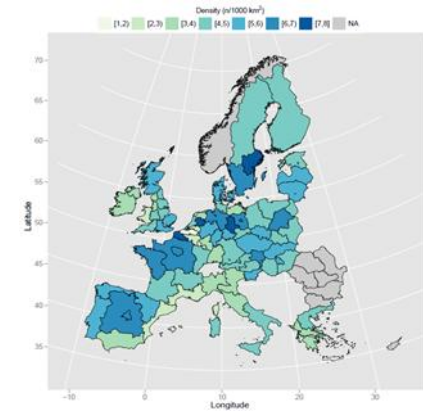 Density (n/1000 km²)
[1,2) [2,3) [3,4) [4,5) [5,6) [6,7) [7,8] NA
70
65
60
55
50
45
40
35
Latitude
-10 0 10 20 30
Longitude